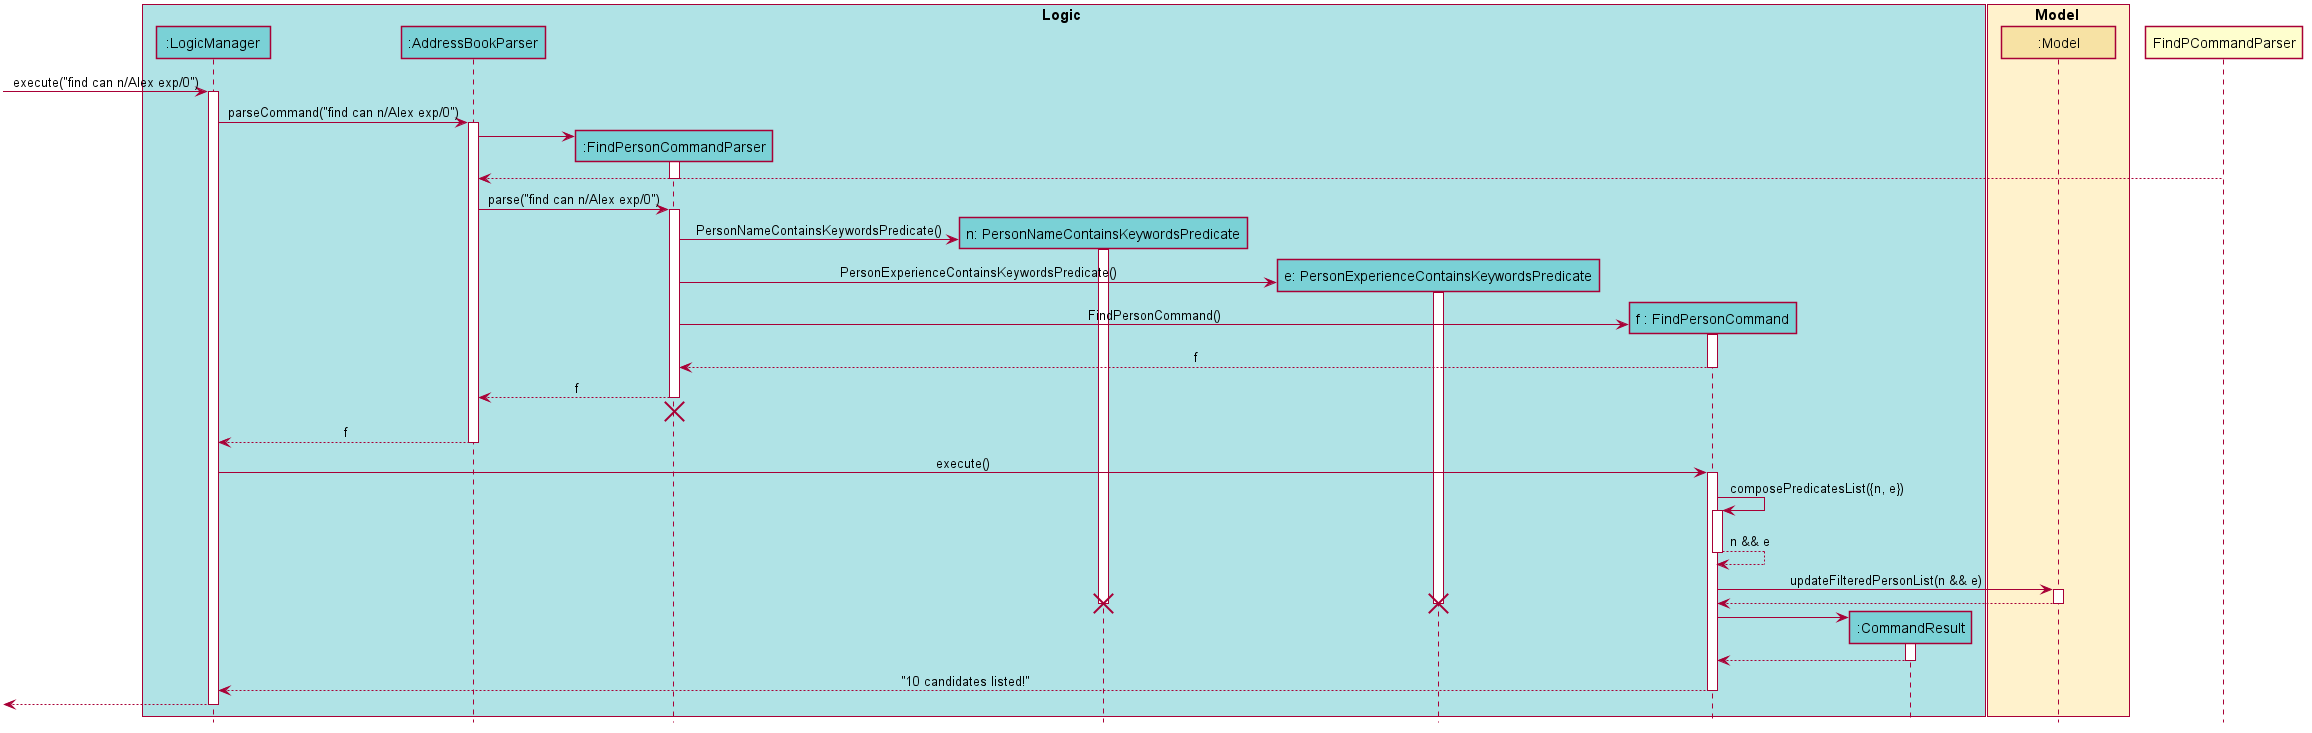 Logic
Model
:LogicManager
:AddressBookParser
:Model
FindPCommandParser
execute("find can n/Alex exp/0")
parseCommand("find can n/Alex exp/0")
:FindPersonCommandParser
parse("find can n/Alex exp/0")
PersonNameContainsKeywordsPredicate()
n: PersonNameContainsKeywordsPredicate
PersonExperienceContainsKeywordsPredicate()
e: PersonExperienceContainsKeywordsPredicate
FindPersonCommand()
f : FindPersonCommand
f
f
f
execute()
composePredicatesList({n, e})
n && e
updateFilteredPersonList(n && e)
:CommandResult
"10 candidates listed!"